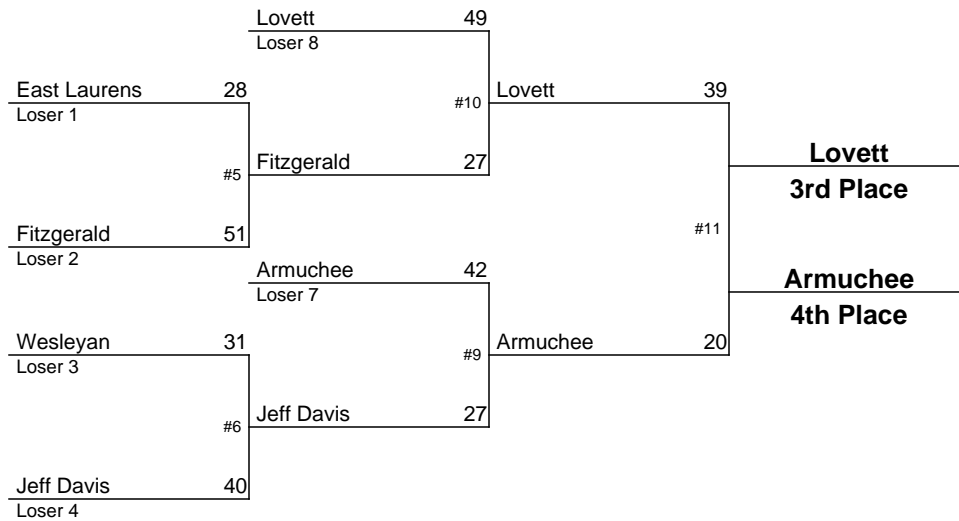 Lovett 49
Loser 8
East Laurens 28
Loser 1
#10
Lovett 39
Fitzgerald 27
#5
Lovett
3rd Place
Fitzgerald 51
Loser 2
#11
Armuchee 42
Loser 7
Armuchee
4th Place
Wesleyan 31
Loser 3
#9
Armuchee 20
Jeff Davis 27
#6
Jeff Davis 40
Loser 4